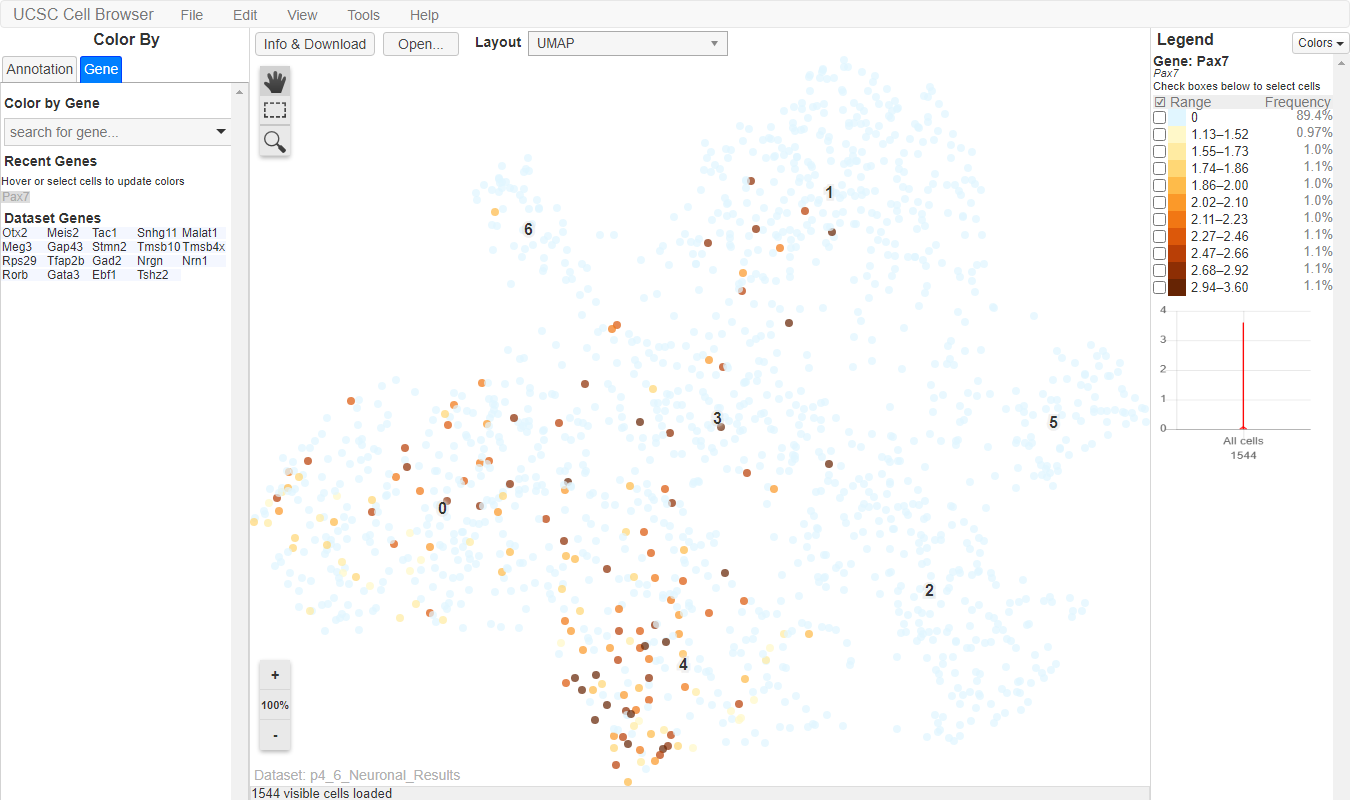 UCSC Cell Browser File Edit View Tools Help
Color By
Annotation Gene
Color by Gene
search for gene...
Recent Genes
Hover or select cells to update colors
Pax7
Dataset Genes
Otx2 Meis2 Tac1 Snhg11 Malat1
Meg3 Gap43 Stmn2 Tmsb10 Tmsb4x
Rps29 Tfap2b Gad2 Nrgn Nrn1
Rorb Gata3 Ebf1 Tshz2
Info & Download Open... Layout UMAP
1
6
3
5
0
2
4
+
100%
-
Dataset: p4_6_Neuronal_Results
1544 visible cells loaded
Legend Colors
Gene: Pax7
Pax7
Check boxes below to select cells
Range Frequency
0 89.4%
1.13–1.52 0.97%
1.55–1.73 1.0%
1.74–1.86 1.1%
1.86–2.00 1.0%
2.02–2.10 1.0%
2.11–2.23 1.0%
2.27–2.46 1.1%
2.47–2.66 1.1%
2.68–2.92 1.1%
2.94–3.60 1.1%
4
3
2
1
0
All cells
1544